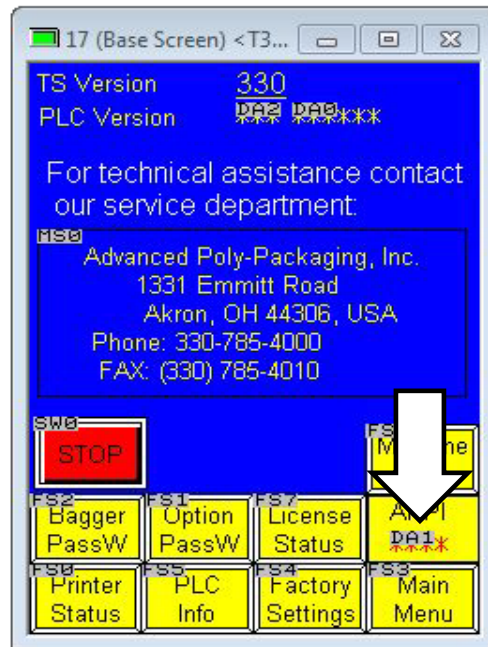 17 (Base Screen) <T3...
TS Version 330
PLC Version DA2 DA0***
For technical assistance contact
our service department:
MS0
Advanced Poly-Packaging, Inc.
1331 Emmitt Road
Akron, OH 44306, USA
Phone: 330-785-4000
FAX: (330) 785-4010
SW0
STOP
FS2 FS1 FS7
Bagger Option License
PassW PassW Status DA1*
FS0 FS5 FS4 FS3
Printer PLC Factory Main
Status Info Settings Menu